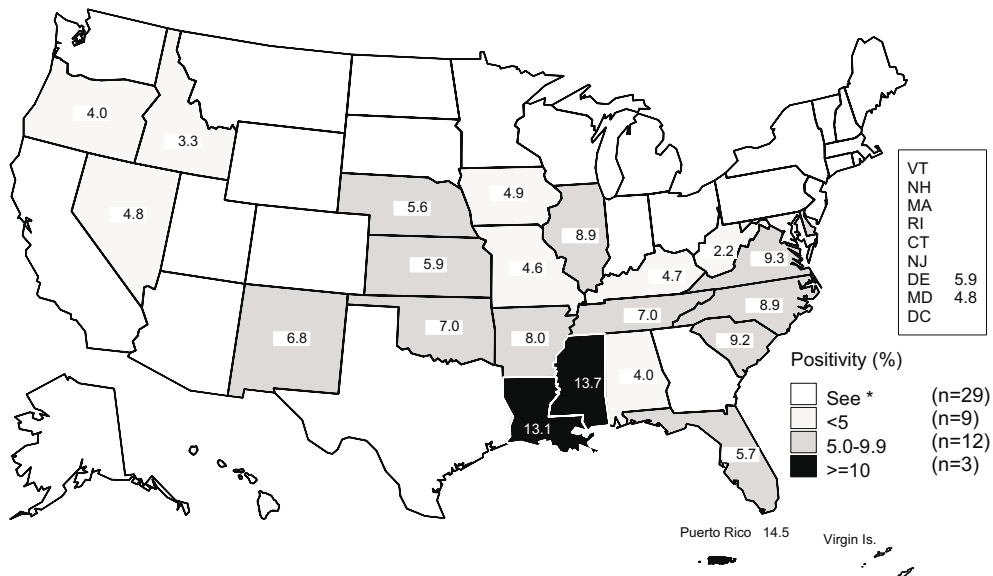 4.0
3.3
4.8
5.6
4.9
8.9
2.2
9.3
5.9
4.6
4.7
6.8
7.0
8.0
7.0
8.9
9.2
13.7
4.0
13.1
5.7
VT
NH
MA
RI
CT
NJ
DE 5.9
MD 4.8
DC
Positivity (%)
See * (n=29)
<5 (n=9)
5.0-9.9 (n=12)
>=10 (n=3)
Puerto Rico 14.5
Virgin Is.